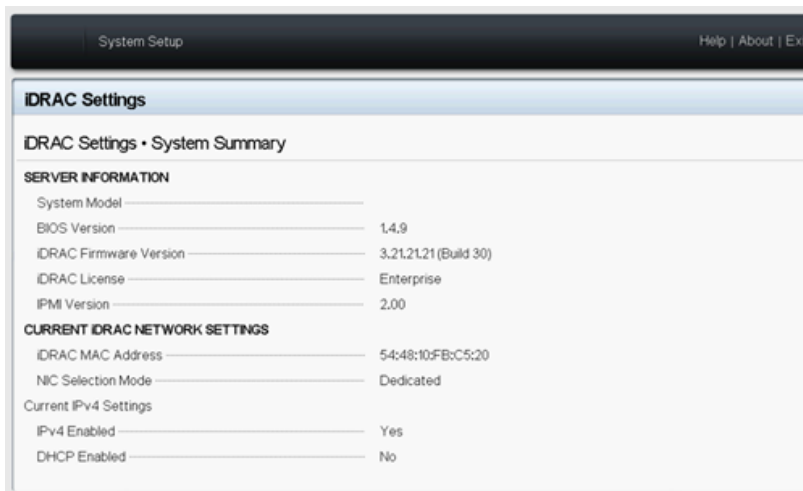 System Setup
Help | About | Ex
iDRAC Settings
iDRAC Settings • System Summary
SERVER INFORMATION
System Model
BIOS Version 1.4.9
iDRAC Firmware Version 3.21.21.21 (Build 30)
iDRAC License Enterprise
IPMI Version 2.00
CURRENT iDRAC NETWORK SETTINGS
iDRAC MAC Address 54:48:10:FB:C5:20
NIC Selection Mode Dedicated
Current IPv4 Settings
IPv4 Enabled Yes
DHCP Enabled No